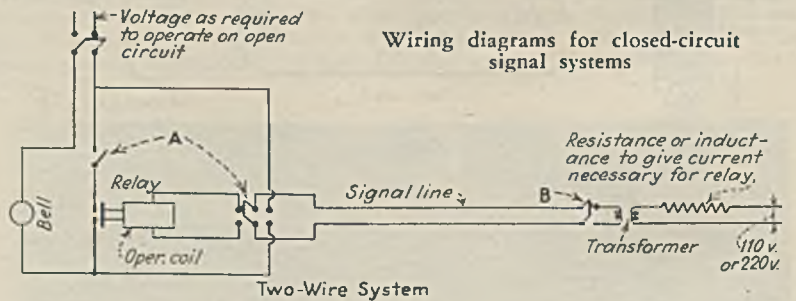 Voltage as required
to operate on open
circuit
Wiring diagrams for closed-circuit
signal systems
A
Resistance or induct-
ance to give current
necessary for relay.
Relay
Signal line
B
Bell
Oper. coil
Transformer
110 v.
or 220 v.
Two-Wire System